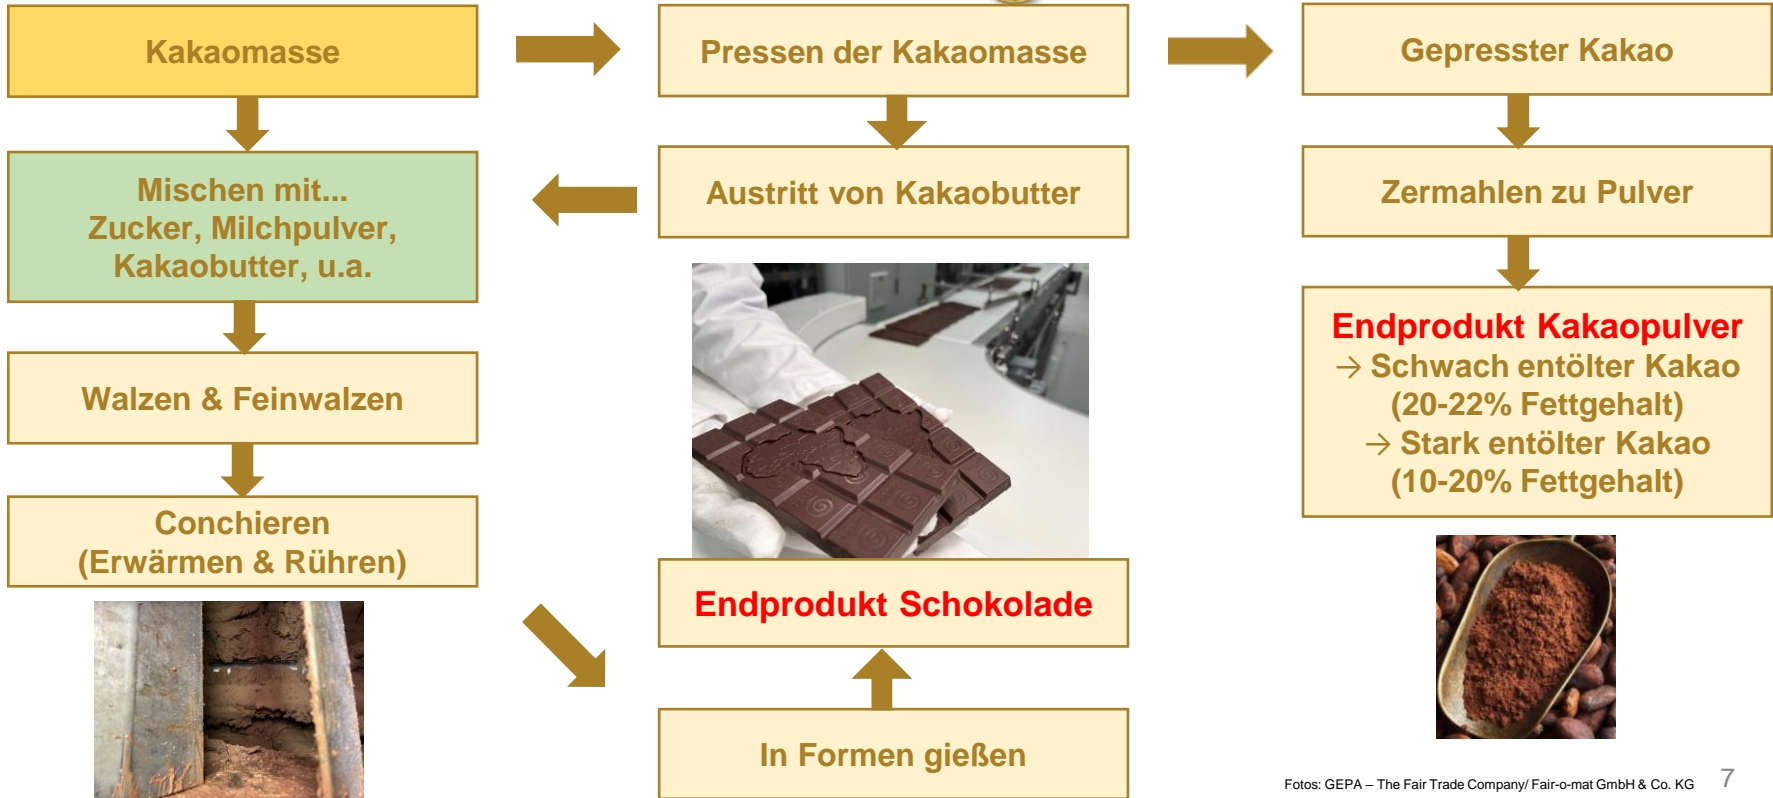 Kakaomasse
Pressen der Kakaomasse
Gepresster Kakao
Mischen mit...
Zucker, Milchpulver,
Kakaobutter, u.a.
Austritt von Kakaobutter
Zermahlen zu Pulver
Walzen & Feinwalzen
Endprodukt Kakaopulver
→ Schwach entölter Kakao
(20-22% Fettgehalt)
→ Stark entölter Kakao
(10-20% Fettgehalt)
Conchieren
(Erwärmen & Rühren)
Endprodukt Schokolade
In Formen gießen
Fotos: GEPA – The Fair Trade Company/ Fair-o-mat GmbH & Co. KG 7